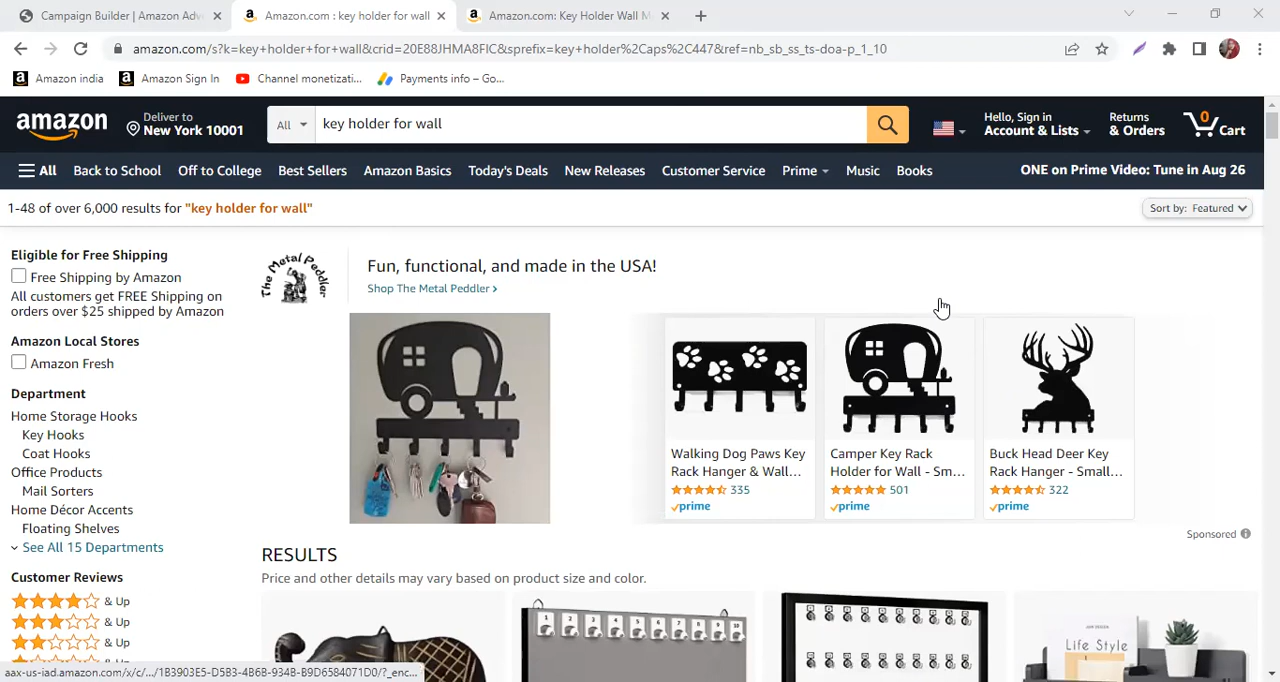 Campaign Builder | Amazon Adv
Amazon.com : key holder for wall
Amazon.com: Key Holder Wall M
amazon.com/s?k=key+holder+for+wall&crid=20E88JHMA8FIC&sprefix=key+holder%2Caps%2C447&ref=nb_sb_ss_ts-doa-p_1_10
Amazon india
Amazon Sign In
Channel monetizati...
Payments info – Go...
amazon
Deliver to
New York 10001
All
key holder for wall
Hello, Sign in
Account & Lists
Returns
& Orders
0
Cart
All
Back to School
Off to College
Best Sellers
Amazon Basics
Today's Deals
New Releases
Customer Service
Prime
Music
Books
ONE on Prime Video: Tune in Aug 26
1-48 of over 6,000 results for "key holder for wall"
Sort by: Featured
Eligible for Free Shipping
Free Shipping by Amazon
All customers get FREE Shipping on
orders over $25 shipped by Amazon
Amazon Local Stores
Amazon Fresh
Department
Home Storage Hooks
Key Hooks
Coat Hooks
Office Products
Mail Sorters
Home Décor Accents
Floating Shelves
See All 15 Departments
Customer Reviews
& Up
& Up
& Up
The Metal Peddler
Fun, functional, and made in the USA!
Shop The Metal Peddler
Walking Dog Paws Key
Rack Hanger & Wall...
335
prime
Camper Key Rack
Holder for Wall - Sm...
501
prime
Buck Head Deer Key
Rack Hanger - Small...
322
prime
Sponsored
RESULTS
Price and other details may vary based on product size and color.
1 2 3 4 5 6 7 8 9 10
Life Style
aax-us-iad.amazon.com/x/c/.../1B3903E5-D5B3-4B6B-934B-B9D6584071D0/?_enc...